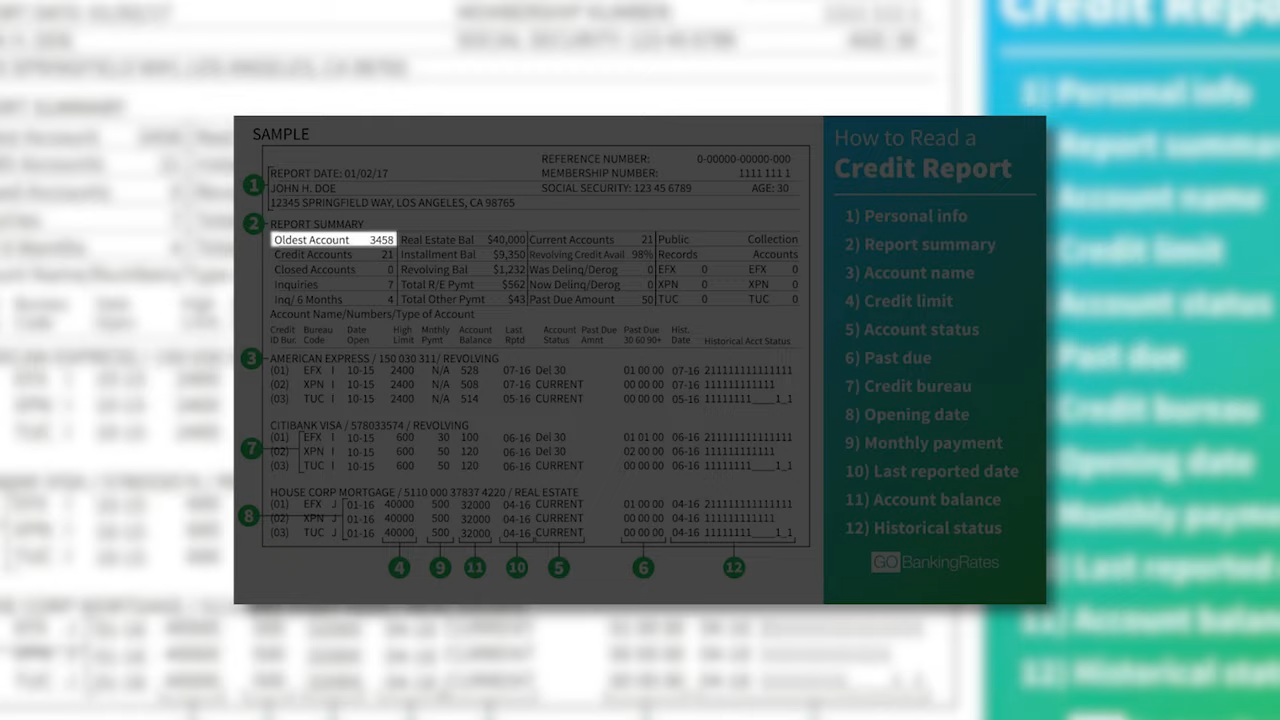 SAMPLE
REFERENCE NUMBER: 0-00000-00000-000
REPORT DATE: 01/02/17 MEMBERSHIP NUMBER: 1111 111 1
JOHN H. DOE SOCIAL SECURITY: 123 45 6789 AGE: 30
12345 SPRINGFIELD WAY, LOS ANGELES, CA 98765
1
2
REPORT SUMMARY
Oldest Account 3458 Real Estate Bal $40,000 Current Accounts 21 Public Collection
Credit Accounts 21 Installment Bal $9,350 Revolving Credit Avail 98% Records Accounts
Closed Accounts 0 Revolving Bal $1,232 Was Delinq/Derog 0 EFX 0 EFX 0
Inquiries 7 Total R/E Pymt $562 Now Delinq/Derog 0 XPN 0 XPN 0
Inq/ 6 Months 4 Total Other Pymt $43 Past Due Amount 50 TUC 0 TUC 0
Account Name/Numbers/Type of Account
Credit Bureau Date High Mnthly Account Last Account Past Due Past Due Hist.
ID Buc Code Open Limit Pymt Balance Rptd Status Amnt 30 60 90+ Date Historical Acct Status
3
AMERICAN EXPRESS / 150 030 311/ REVOLVING
(01) EFX I 10-15 2400 N/A 528 07-16 Del 30 01 00 00 07-16 211111111111111
(02) XPN I 10-15 2400 N/A 508 07-16 CURRENT 00 00 00 07-16 111111111111
(03) TUC I 10-15 2400 N/A 514 05-16 CURRENT 00 00 00 05-16 11111111____1_1
CITIBANK VISA / 578033574 / REVOLVING
(01) EFX I 10-15 600 30 100 06-16 Del 30 01 01 00 06-16 211111111111111
7
(02) XPN I 10-15 600 50 120 06-16 Del 30 02 00 00 06-16 111111111111
(03) TUC I 10-15 600 50 120 06-16 CURRENT 00 00 00 06-16 11111111____1_1
HOUSE CORP MORTGAGE / 5110 000 37837 4220 / REAL ESTATE
(01) EFX J 01-16 40000 500 32000 04-16 CURRENT 01 00 00 04-16 211111111111111
8
(02) XPN J 01-16 40000 500 32000 04-16 CURRENT 00 00 00 04-16 111111111111
(03) TUC J 01-16 40000 500 32000 04-16 CURRENT 00 00 00 04-16 11111111____1_1
4 9 11 10 5 6 12
How to Read a
Credit Report
1) Personal info
2) Report summary
3) Account name
4) Credit limit
5) Account status
6) Past due
7) Credit bureau
8) Opening date
9) Monthly payment
10) Last reported date
11) Account balance
12) Historical status
GOBankingRates